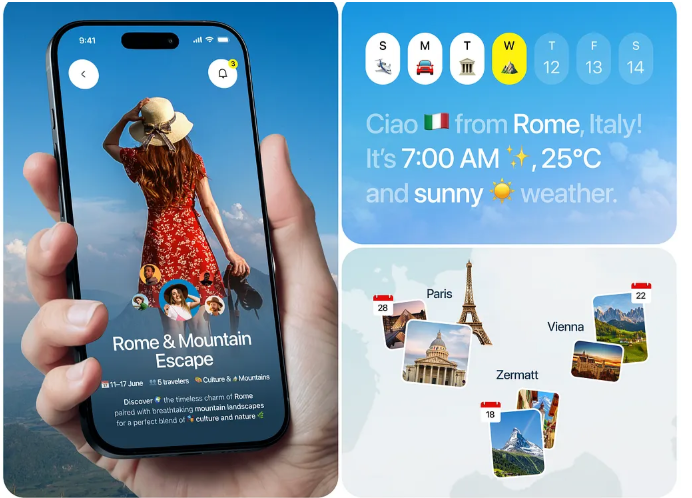 9:41
3
Rome & Mountain
Escape
11–17 June 5 travelers Culture & Mountains
Discover the timeless charm of Rome
paired with breathtaking mountain landscapes
for a perfect blend of culture and nature
S M T W T F S
12 13 14
Ciao 🇮🇹 from Rome, Italy!
It's 7:00 AM ✨, 25°C
and sunny ☀️ weather.
28
Paris
22
Vienna
Zermatt
18